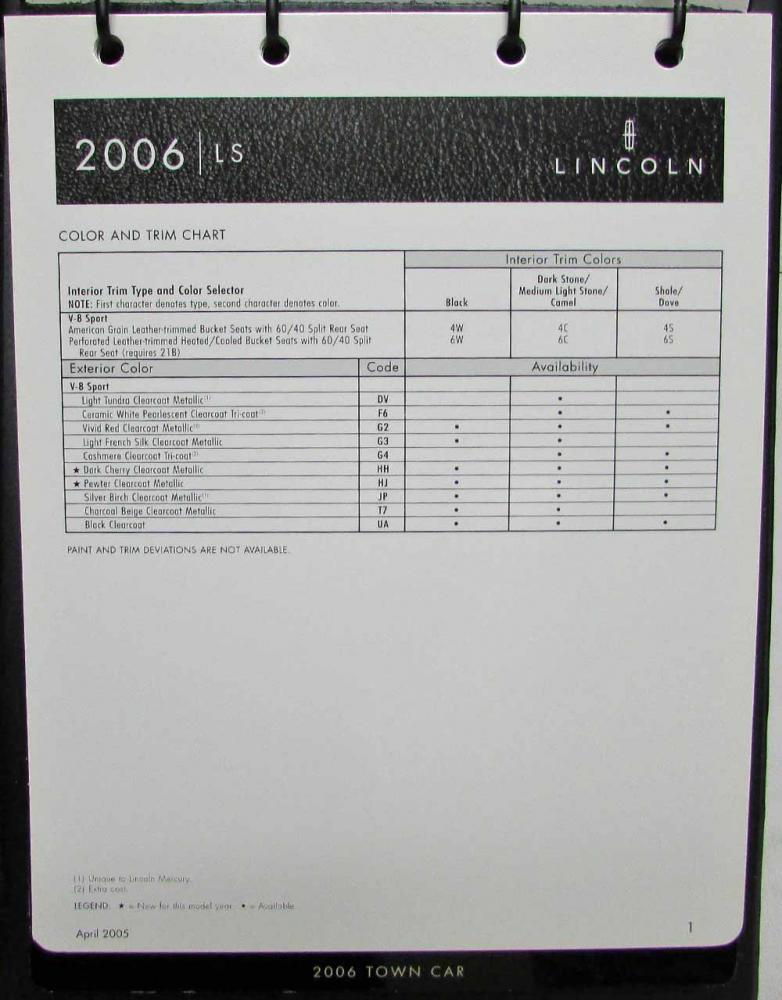 2006 | LS
LINCOLN
COLOR AND TRIM CHART
Interior Trim Colors
Interior Trim Type and Color Selector
NOTE: First character denotes type, second character denotes color.
Black
Dark Stone/
Medium Light Stone/
Camel
Shale/
Dove
V-8 Sport
American Grain Leather-trimmed Bucket Seats with 60/40 Split Rear Seat 4W 4C 4S
Perforated Leather-trimmed Heated/Cooled Bucket Seats with 60/40 Split 6W 6C 6S
Rear Seat (requires 21B)
Exterior Color Code Availability
V-8 Sport
Light Tundra Clearcoat Metallic(1) DV •
Ceramic White Pearlescent Clearcoat Tri-coat(2) F6 • •
Vivid Red Clearcoat Metallic(1) G2 • • •
Light French Silk Clearcoat Metallic G3 • •
Cashmere Clearcoat Tri-coat(2) G4 • •
★ Dark Cherry Clearcoat Metallic HH • • •
★ Pewter Clearcoat Metallic HJ • • •
Silver Birch Clearcoat Metallic(1) JP • • •
Charcoal Beige Clearcoat Metallic T7 • •
Black Clearcoat UA • • •
PAINT AND TRIM DEVIATIONS ARE NOT AVAILABLE.
(1) Unique to Lincoln Mercury.
(2) Extra cost.
LEGEND: ★ = New for this model year. • = Available
April 2005
1
2006 TOWN CAR